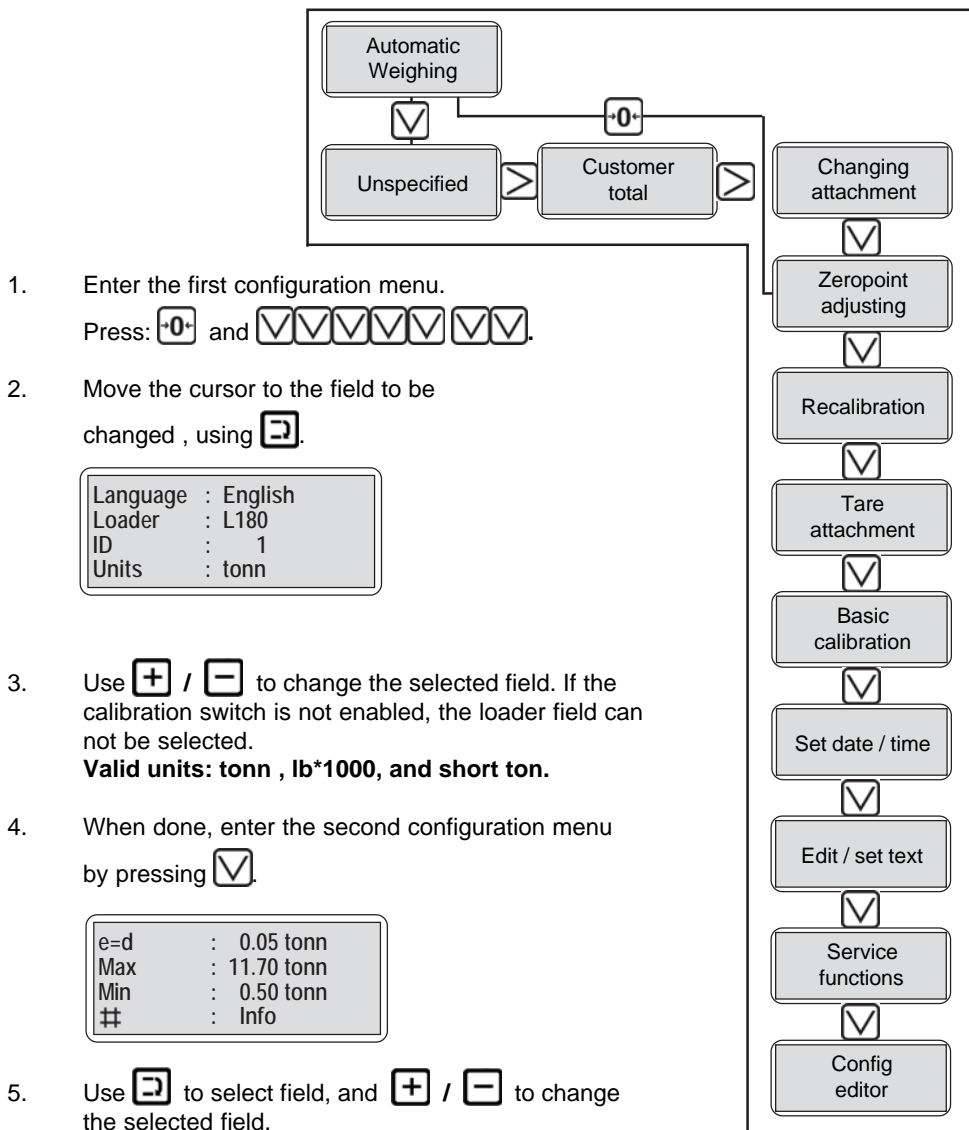 Automatic
Weighing
→0←
Unspecified
Customer
total
Changing
attachment
Zeropoint
adjusting
Recalibration
Tare
attachment
Basic
calibration
Set date / time
Edit / set text
Service
functions
Config
editor
1. Enter the first configuration menu.
Press: →0← and .
2. Move the cursor to the field to be
changed , using .
Language : English
Loader : L180
ID : 1
Units : tonn
3. Use + / − to change the selected field. If the
calibration switch is not enabled, the loader field can
not be selected.
Valid units: tonn , lb*1000, and short ton.
4. When done, enter the second configuration menu
by pressing .
e=d : 0.05 tonn
Max : 11.70 tonn
Min : 0.50 tonn
# : Info
5. Use to select field, and + / − to change
the selected field.